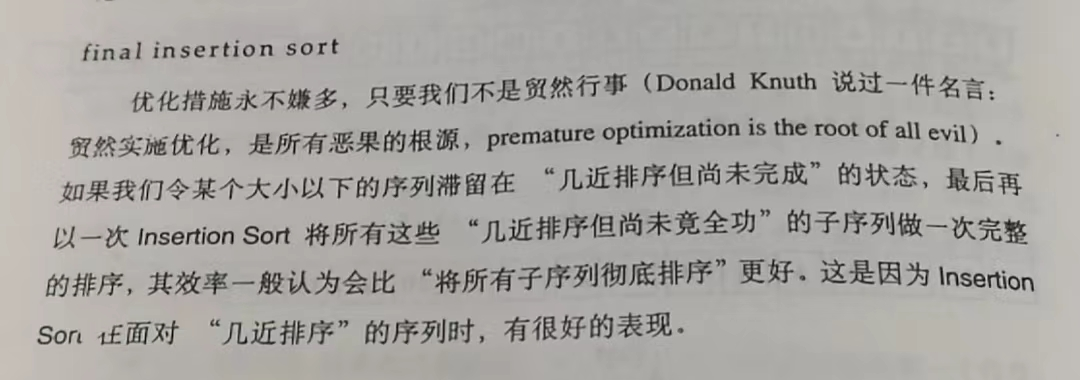 final insertion sort
优化措施永不嫌多，只要我们不是贸然行事（Donald Knuth 说过一件名言：
贸然实施优化，是所有恶果的根源，premature optimization is the root of all evil）。
如果我们令某个大小以下的序列滞留在 “几近排序但尚未完成”的状态，最后再
以一次 Insertion Sort 将所有这些 “几近排序但尚未竟全功”的子序列做一次完整
的排序，其效率一般认为会比 “将所有子序列彻底排序”更好。这是因为 Insertion
Sort 在面对 “几近排序”的序列时，有很好的表现。